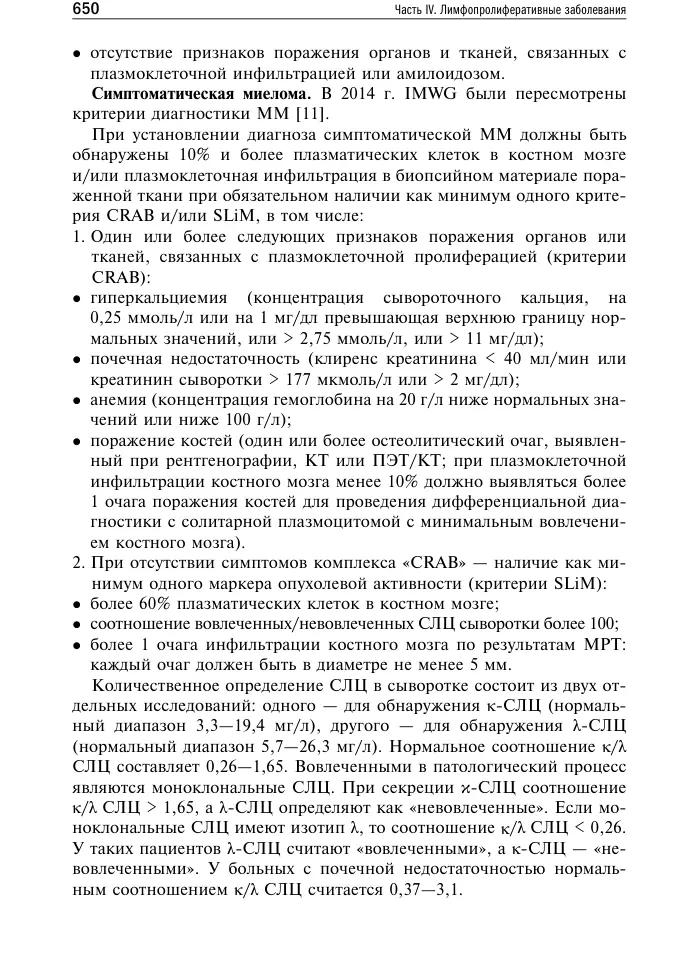 650 Часть IV. Лимфопролиферативные заболевания
• отсутствие признаков поражения органов и тканей, связанных с
плазмоклеточной инфильтрацией или амилоидозом.
Симптоматическая миелома. В 2014 г. IMWG были пересмотрены
критерии диагностики ММ [11].
При установлении диагноза симптоматической ММ должны быть
обнаружены 10% и более плазматических клеток в костном мозге
и/или плазмоклеточная инфильтрация в биопсийном материале пора-
женной ткани при обязательном наличии как минимум одного крите-
рия CRAB и/или SLiM, в том числе:
1. Один или более следующих признаков поражения органов или
тканей, связанных с плазмоклеточной пролиферацией (критерии
CRAB):
• гиперкальциемия (концентрация сывороточного кальция, на
0,25 ммоль/л или на 1 мг/дл превышающая верхнюю границу нор-
мальных значений, или > 2,75 ммоль/л, или > 11 мг/дл);
• почечная недостаточность (клиренс креатинина < 40 мл/мин или
креатинин сыворотки > 177 мкмоль/л или > 2 мг/дл);
• анемия (концентрация гемоглобина на 20 г/л ниже нормальных зна-
чений или ниже 100 г/л);
• поражение костей (один или более остеолитический очаг, выявлен-
ный при рентгенографии, КТ или ПЭТ/КТ; при плазмоклеточной
инфильтрации костного мозга менее 10% должно выявляться более
1 очага поражения костей для проведения дифференциальной диа-
гностики с солитарной плазмоцитомой с минимальным вовлечени-
ем костного мозга).
2. При отсутствии симптомов комплекса «CRAB» — наличие как ми-
нимум одного маркера опухолевой активности (критерии SLiM):
• более 60% плазматических клеток в костном мозге;
• соотношение вовлеченных/невовлеченных СЛЦ сыворотки более 100;
• более 1 очага инфильтрации костного мозга по результатам МРТ:
каждый очаг должен быть в диаметре не менее 5 мм.
Количественное определение СЛЦ в сыворотке состоит из двух от-
дельных исследований: одного — для обнаружения κ-СЛЦ (нормаль-
ный диапазон 3,3—19,4 мг/л), другого — для обнаружения λ-СЛЦ
(нормальный диапазон 5,7—26,3 мг/л). Нормальное соотношение κ/λ
СЛЦ составляет 0,26—1,65. Вовлеченными в патологический процесс
являются моноклональные СЛЦ. При секреции ϰ-СЛЦ соотношение
κ/λ СЛЦ > 1,65, а λ-СЛЦ определяют как «невовлеченные». Если мо-
ноклональные СЛЦ имеют изотип λ, то соотношение κ/λ СЛЦ < 0,26.
У таких пациентов λ-СЛЦ считают «вовлеченными», а κ-СЛЦ — «не-
вовлеченными». У больных с почечной недостаточностью нормаль-
ным соотношением κ/λ СЛЦ считается 0,37—3,1.